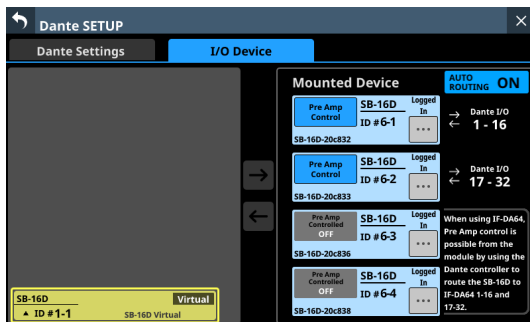 Dante SETUP
Dante Settings
I/O Device
Mounted Device
AUTO
ROUTING ON
Pre Amp
Control
SB-16D
ID #6-1
Logged
In
...
SB-16D-20c832
Dante I/O
1 - 16
Pre Amp
Control
SB-16D
ID #6-2
Logged
In
...
SB-16D-20c833
Dante I/O
17 - 32
Pre Amp
Controlled
OFF
SB-16D
ID #6-3
Logged
In
...
SB-16D-20c836
Pre Amp
Controlled
OFF
SB-16D
ID #6-4
Logged
In
...
SB-16D-20c838
When using IF-DA64,
Pre Amp control is
possible from the
module by using the
Dante controller to
route the SB-16D to
IF-DA64 1-16 and
17-32.
SB-16D
Virtual
ID #1-1
SB-16D Virtual